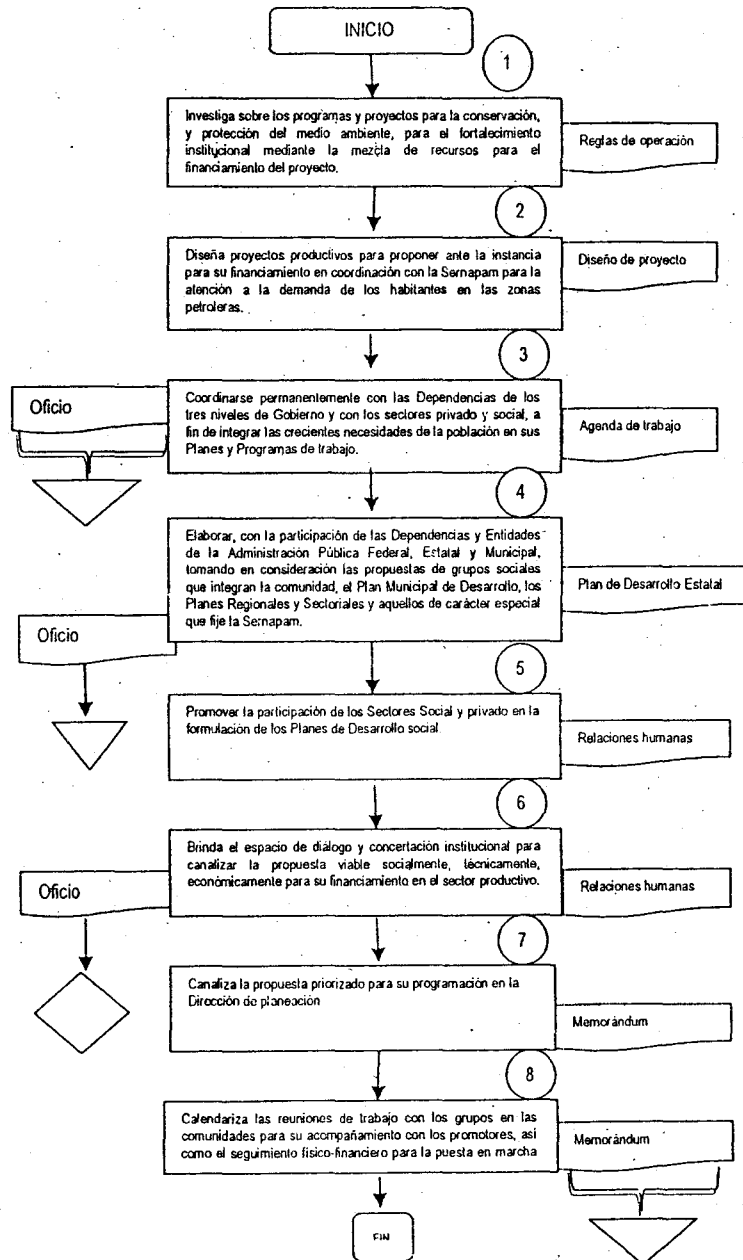 INICIO
1
Investiga sobre los programas y proyectos para la conservación,
y protección del medio ambiente, para el fortalecimiento
institucional mediante la mezcla de recursos para el
financiamiento del proyecto.
Reglas de operación
2
Diseña proyectos productivos para proponer ante la instancia
para su financiamiento en coordinación con la Sernapam para la
atención a la demanda de los habitantes en las zonas
petroleras.
Diseño de proyecto
3
Oficio
Coordinarse permanentemente con las Dependencias de los
tres niveles de Gobierno y con los sectores privado y social, a
fin de integrar las crecientes necesidades de la población en sus
Planes y Programas de trabajo.
Agenda de trabajo
4
Elaborar, con la participación de las Dependencias y Entidades
de la Administración Pública Federal, Estatal y Municipal,
tomando en consideración las propuestas de grupos sociales
que integran la comunidad, el Plan Municipal de Desarrollo, los
Planes Regionales y Sectoriales y aquellos de carácter especial
que fije la Sernapam.
Plan de Desarrollo Estatal
Oficio
5
Promover la participación de los Sectores Social y privado en la
formulación de los Planes de Desarrollo social
Relaciones humanas
6
Brinda el espacio de diálogo y concertación institucional para
canalizar la propuesta viable socialmente, técnicamente,
económicamente para su financiamiento en el sector productivo.
Oficio
Relaciones humanas
7
Canaliza la propuesta priorizado para su programación en la
Dirección de planeación
Memorándum
8
Calendariza las reuniones de trabajo con los grupos en las
comunidades para su acompañamiento con los promotores, así
como el seguimiento físico-financiero para la puesta en marcha
Memorándum
FIN